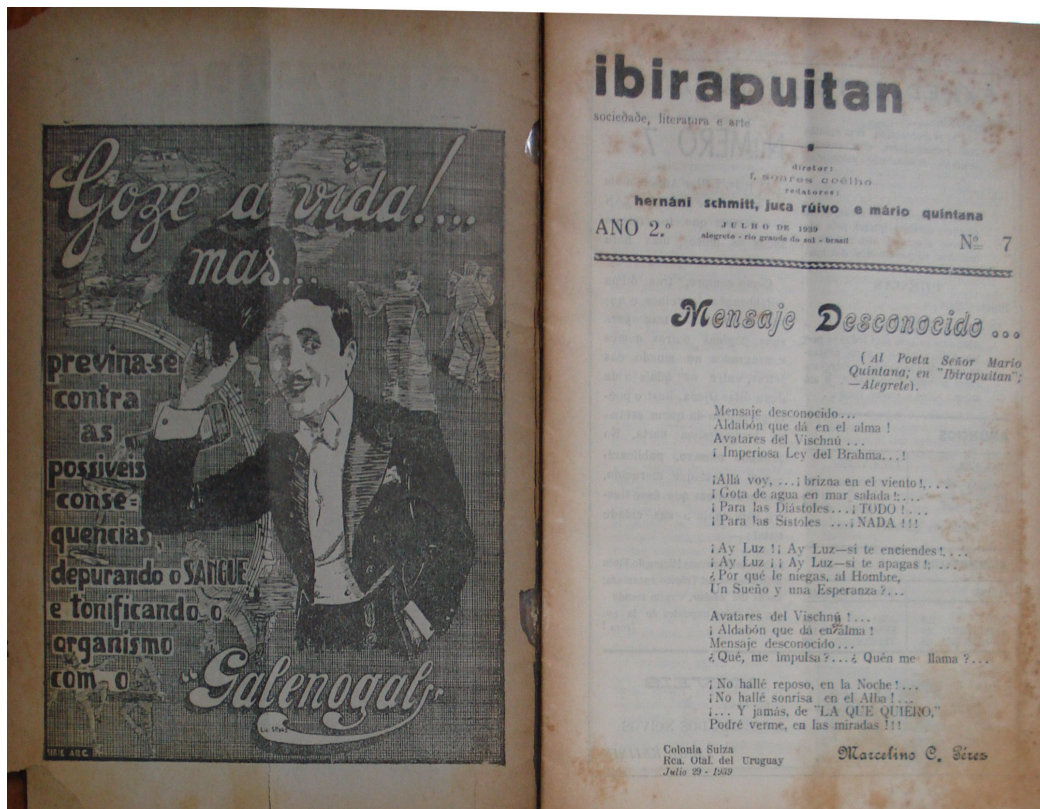 Goze a vida!...
mas...
previna-se
contra
as
possiveis
conse=
quências
depurando o SANGUE
e tonificando o
organismo
com o
"Galenogal"
ibirapuitan
sociedade, literatura e arte
diretor:
f. soares coêlho
redatores:
hernáni schmitt, juca rúivo e mário quintana
ANO 2.º
JULHO DE 1939
alegrete - rio grande do sul - brasil
Nº 7
Mensaje Desconocido...
( Al Poeta Señor Mario
Quintana; en "Ibirapuitan";
—Alegrete).
Mensaje desconocido...
Aldabón que dá en el alma !
Avatares del Vischnú ...
¡ Imperiosa Ley del Brahma...!
¡Allá voy, ...¡ brizna en el viento!....
¡ Gota de agua en mar salada !;...
¡ Para las Diástoles...¡ TODO !....
¡ Para las Sístoles ...¡ NADA !!!
¡ Ay Luz !¡ Ay Luz—si te enciendes!....
¡ Ay Luz ¡¡ Ay Luz—si te apagas !; ...
¿Por qué le niegas, al Hombre,
Un Sueño y una Esperanza ?...
Avatares del Vischnú !...
¡ Aldabón que dá en alma !
Mensaje desconocido...
¿ Qué, me impulsa?...¿ Quén me llama ?...
¡ No hallé reposo, en la Noche !...
¡No hallé sonrisa en el Alba !...
¡... Y jamás, de "LA QUE QUIERO,"
Podré verme, en las miradas !!!
Colonia Suiza
Rca. Otal. del Uruguay
Julio 29 - 1939
Marcelino C. Pérez